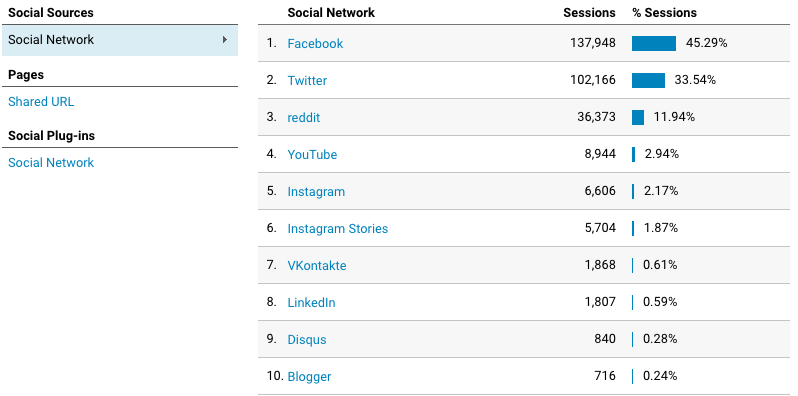 Social Sources
Social Network
Pages
Shared URL
Social Plug-ins
Social Network
Social Network Sessions % Sessions
1. Facebook 137,948 45.29%
2. Twitter 102,166 33.54%
3. reddit 36,373 11.94%
4. YouTube 8,944 2.94%
5. Instagram 6,606 2.17%
6. Instagram Stories 5,704 1.87%
7. VKontakte 1,868 0.61%
8. LinkedIn 1,807 0.59%
9. Disqus 840 0.28%
10. Blogger 716 0.24%